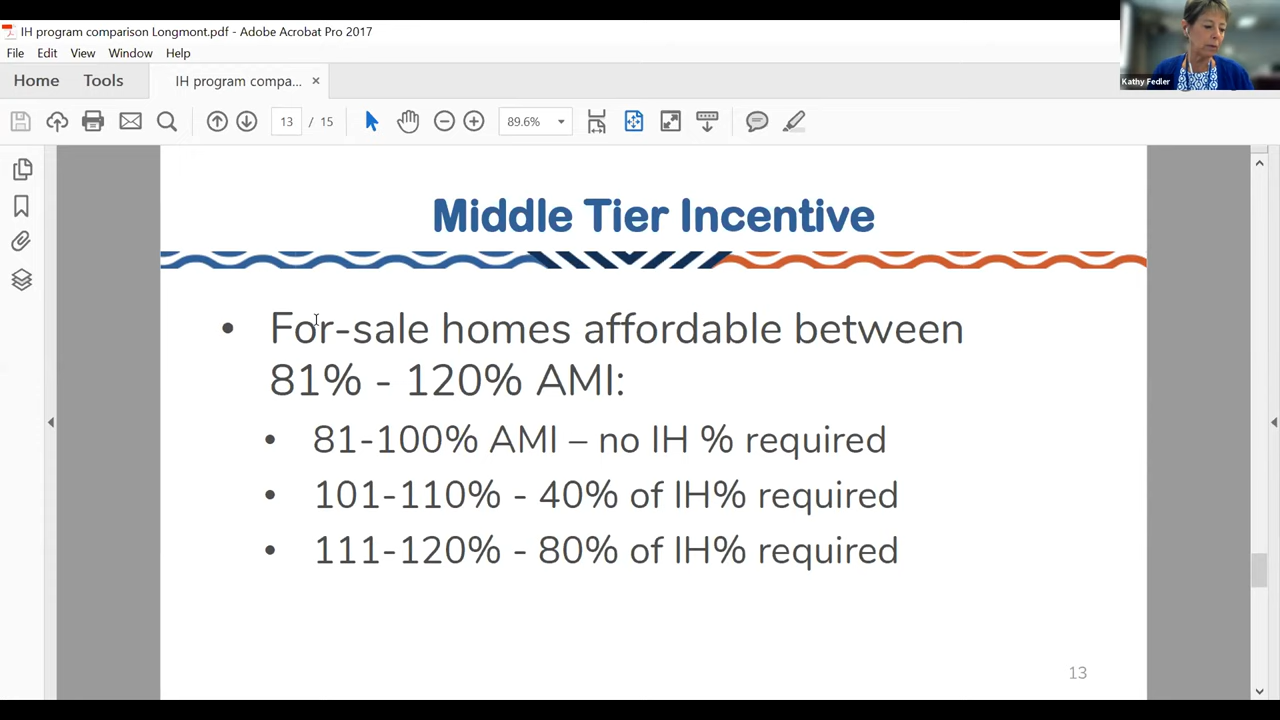 IH program comparison Longmont.pdf - Adobe Acrobat Pro 2017
File Edit View Window Help
Kathy Fedler
Home Tools IH program compa... ×
13 / 15 89.6%
Middle Tier Incentive
• For-sale homes affordable between
81% - 120% AMI:
• 81-100% AMI – no IH % required
• 101-110% - 40% of IH% required
• 111-120% - 80% of IH% required
13